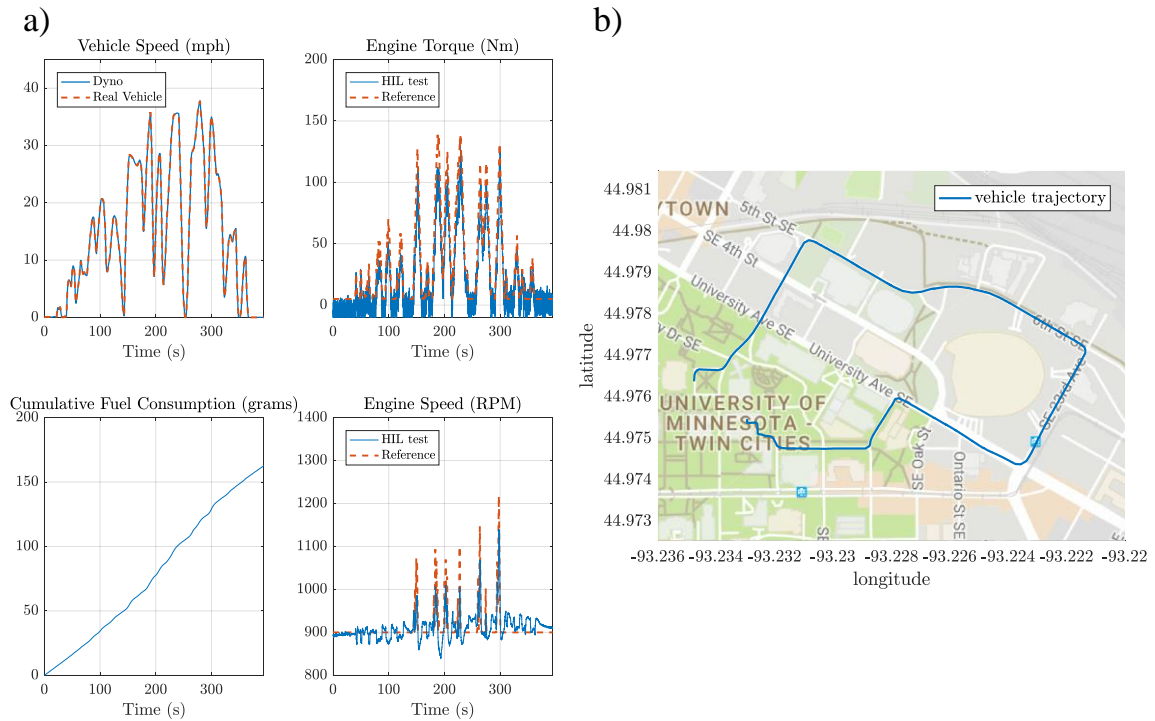 a)
Vehicle Speed (mph)
Dyno
Real Vehicle
40
30
20
10
0
0
100
200
300
Time (s)
Engine Torque (Nm)
HIL test
Reference
200
150
100
50
0
0
100
200
300
Time (s)
Cumulative Fuel Consumption (grams)
200
150
100
50
0
0
100
200
300
Time (s)
Engine Speed (RPM)
HIL test
Reference
1400
1300
1200
1100
1000
900
800
0
100
200
300
Time (s)
b)
vehicle trajectory
44.981
44.98
44.979
44.978
44.977
44.976
44.975
44.974
44.973
latitude
YTOWN
5th St SE
SE 4th St
University Ave SE
y Dr SE
University Ave SE
6th St SE
SE 23rd Ave
UNIVERSITY OF
MINNESOTA -
TWIN CITIES
SE Oak St
Ontario St SE
-93.236
-93.234
-93.232
-93.23
-93.228
-93.226
-93.224
-93.222
-93.22
longitude